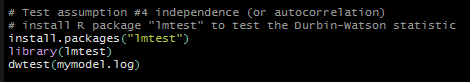 # Test assumption #4 independence (or autocorrelation)
# install R package "lmtest" to test the Durbin-Watson statistic
install.packages("lmtest")
library(lmtest)
dwtest(mymodel.log)